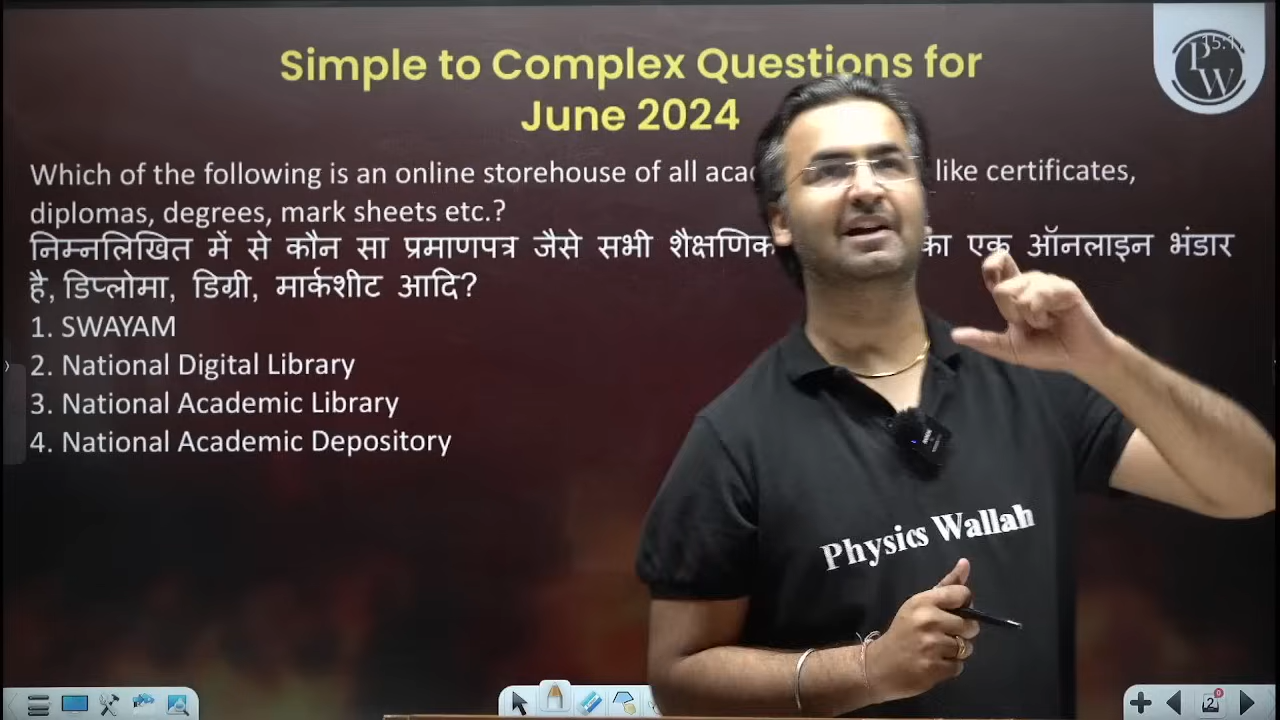 Simple to Complex Questions for
June 2024
Which of the following is an online storehouse of all like certificates,
diplomas, degrees, mark sheets etc.?
निम्नलिखित में से कौन सा प्रमाणपत्र जैसे सभी शैक्षणिक का एक ऑनलाइन भंडार
है, डिप्लोमा, डिग्री, मार्कशीट आदि?
1. SWAYAM
2. National Digital Library
3. National Academic Library
4. National Academic Depository
Physics Wallah
PW
2